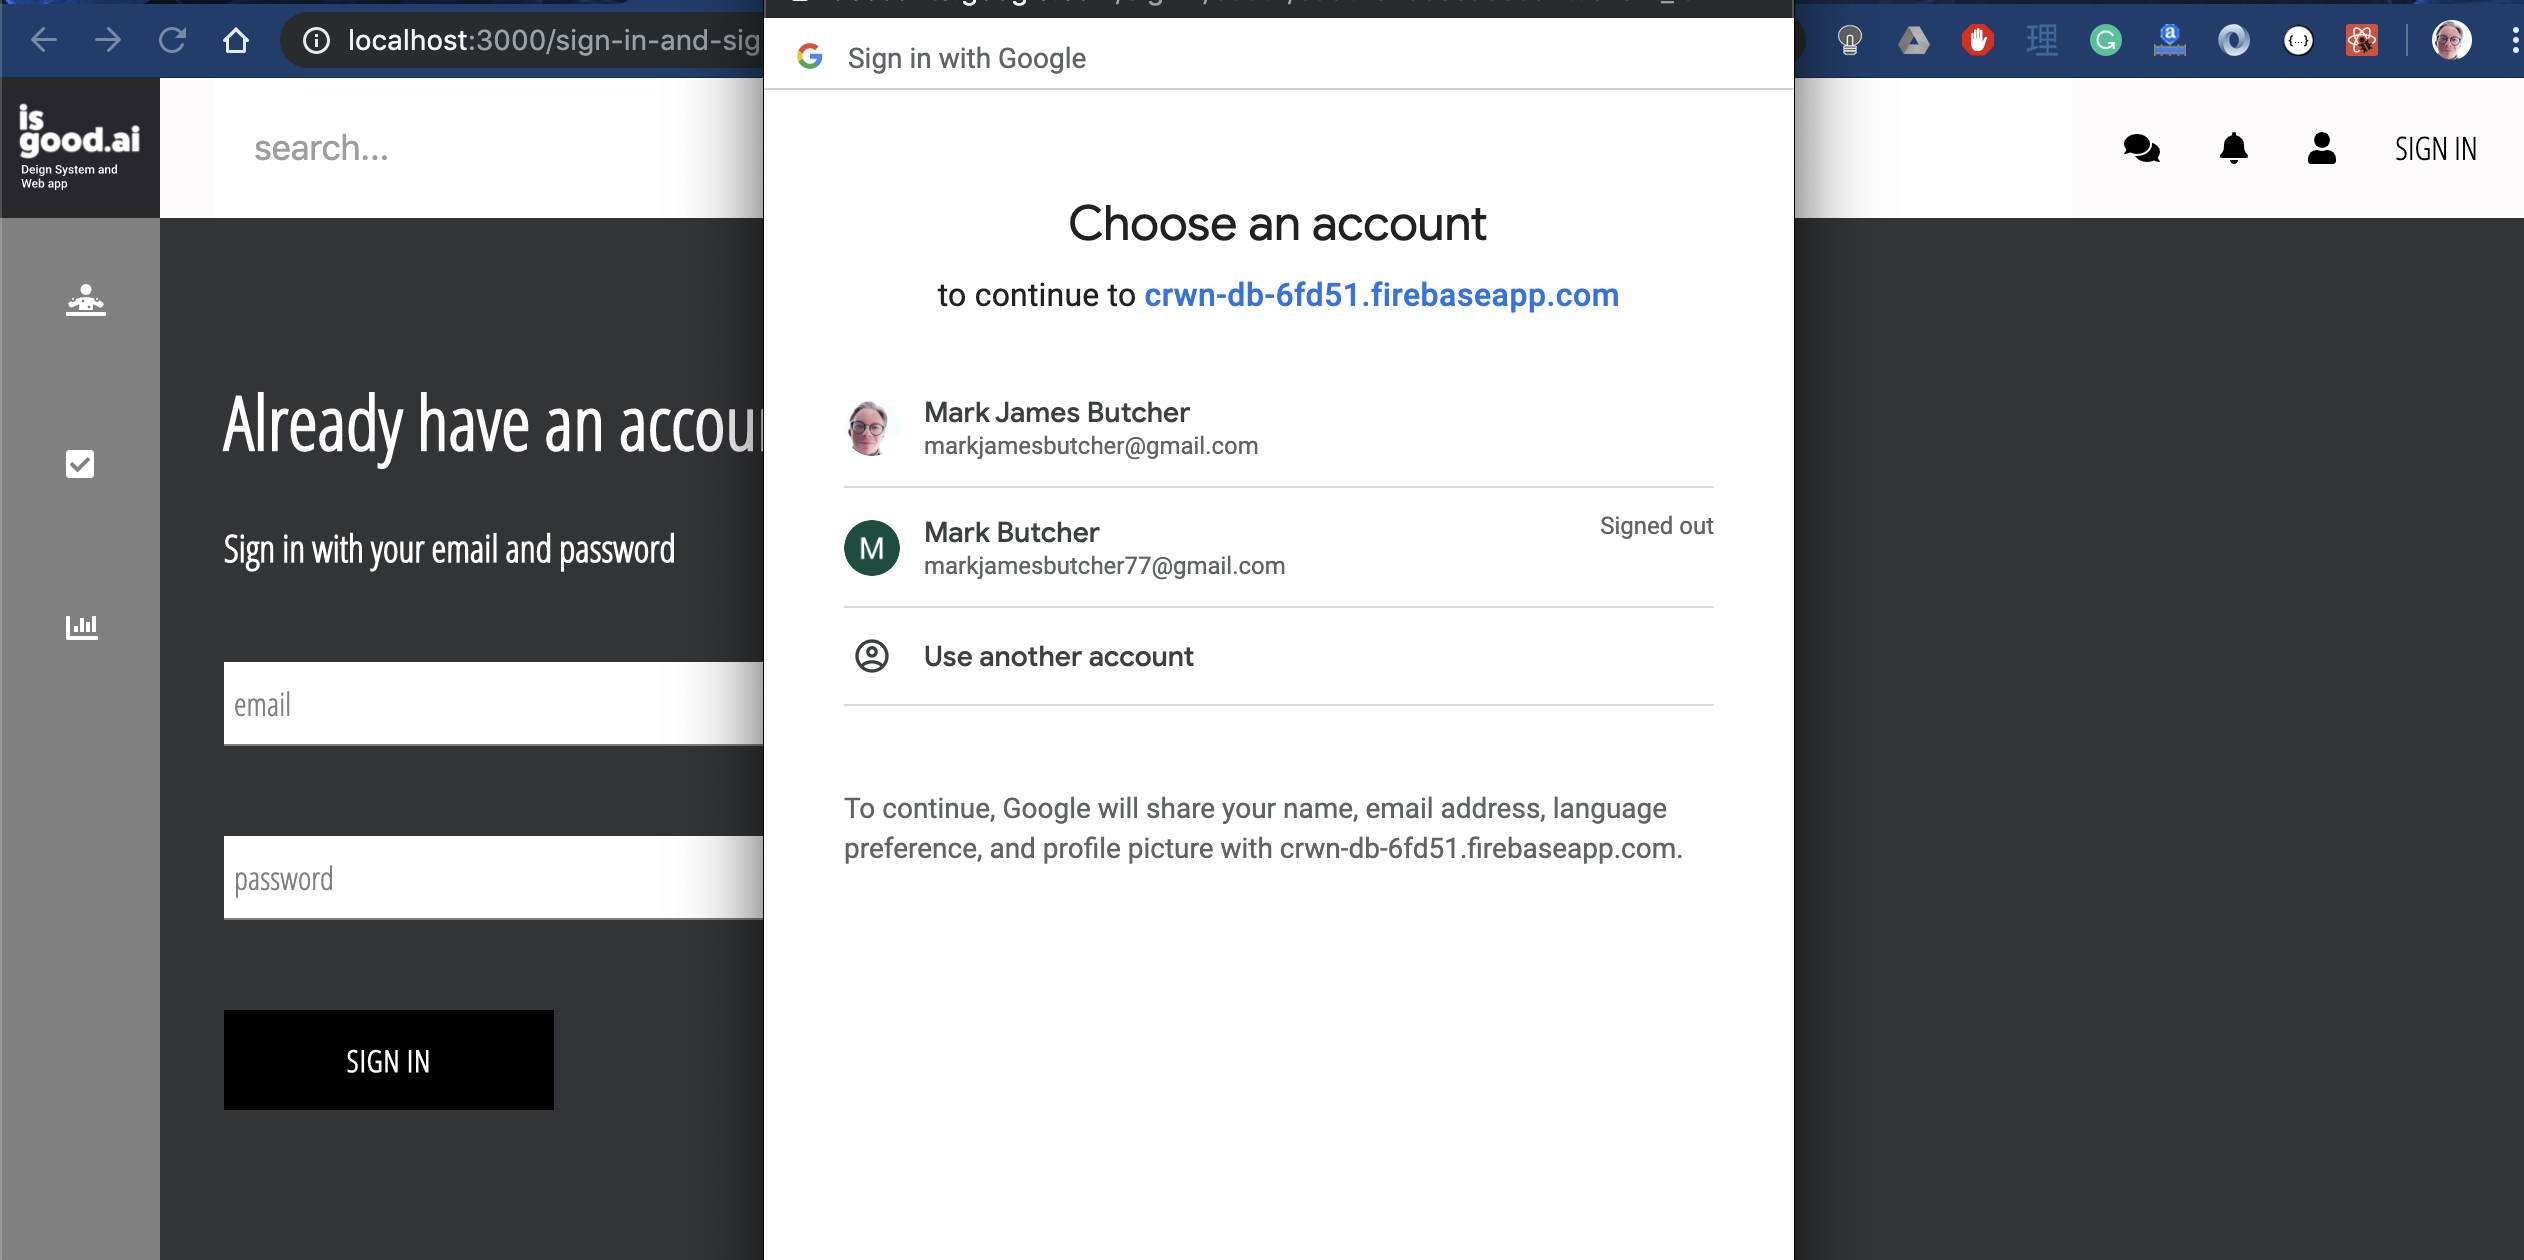 localhost:3000/sign-in-and-sig
Sign in with Google
is
good.ai
Deign System and
Web app
search...
SIGN IN
Choose an account
to continue to crwn-db-6fd51.firebaseapp.com
Mark James Butcher
markjamesbutcher@gmail.com
M
Mark Butcher
markjamesbutcher77@gmail.com
Signed out
Use another account
To continue, Google will share your name, email address, language
preference, and profile picture with crwn-db-6fd51.firebaseapp.com.
Already have an accou
Sign in with your email and password
email
password
SIGN IN
理